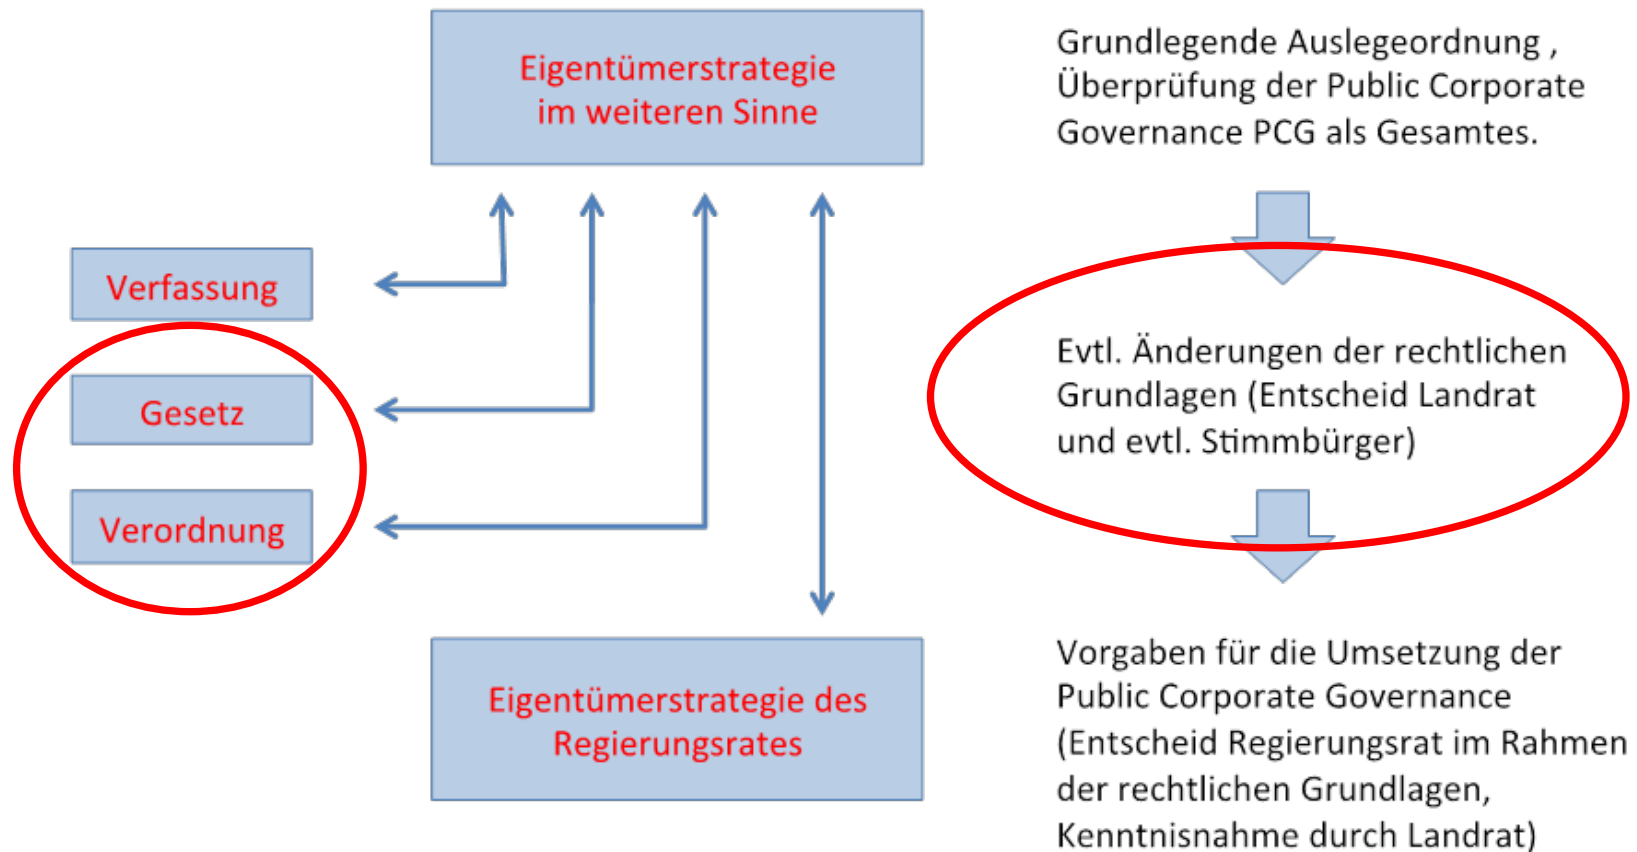 Eigentümerstrategie
im weiteren Sinne
Grundlegende Auslegeordnung ,
Überprüfung der Public Corporate
Governance PCG als Gesamtes.
Verfassung
Gesetz
Verordnung
Evtl. Änderungen der rechtlichen
Grundlagen (Entscheid Landrat
und evtl. Stimmbürger)
Eigentümerstrategie des
Regierungsrates
Vorgaben für die Umsetzung der
Public Corporate Governance
(Entscheid Regierungsrat im Rahmen
der rechtlichen Grundlagen,
Kenntnisnahme durch Landrat)